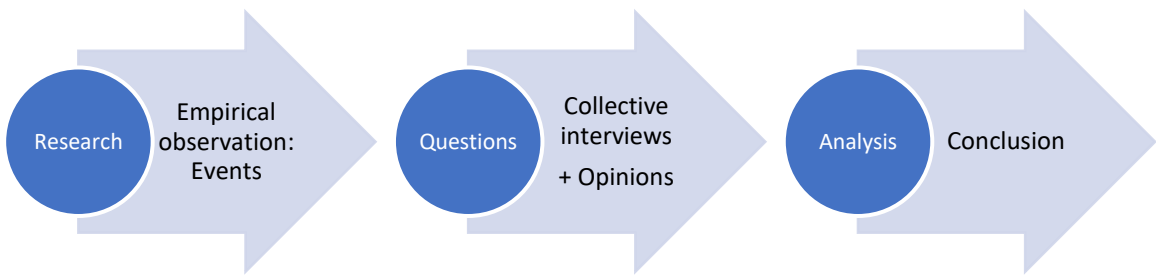 Research
Empirical
observation:
Events
Questions
Collective
interviews
+ Opinions
Analysis
Conclusion